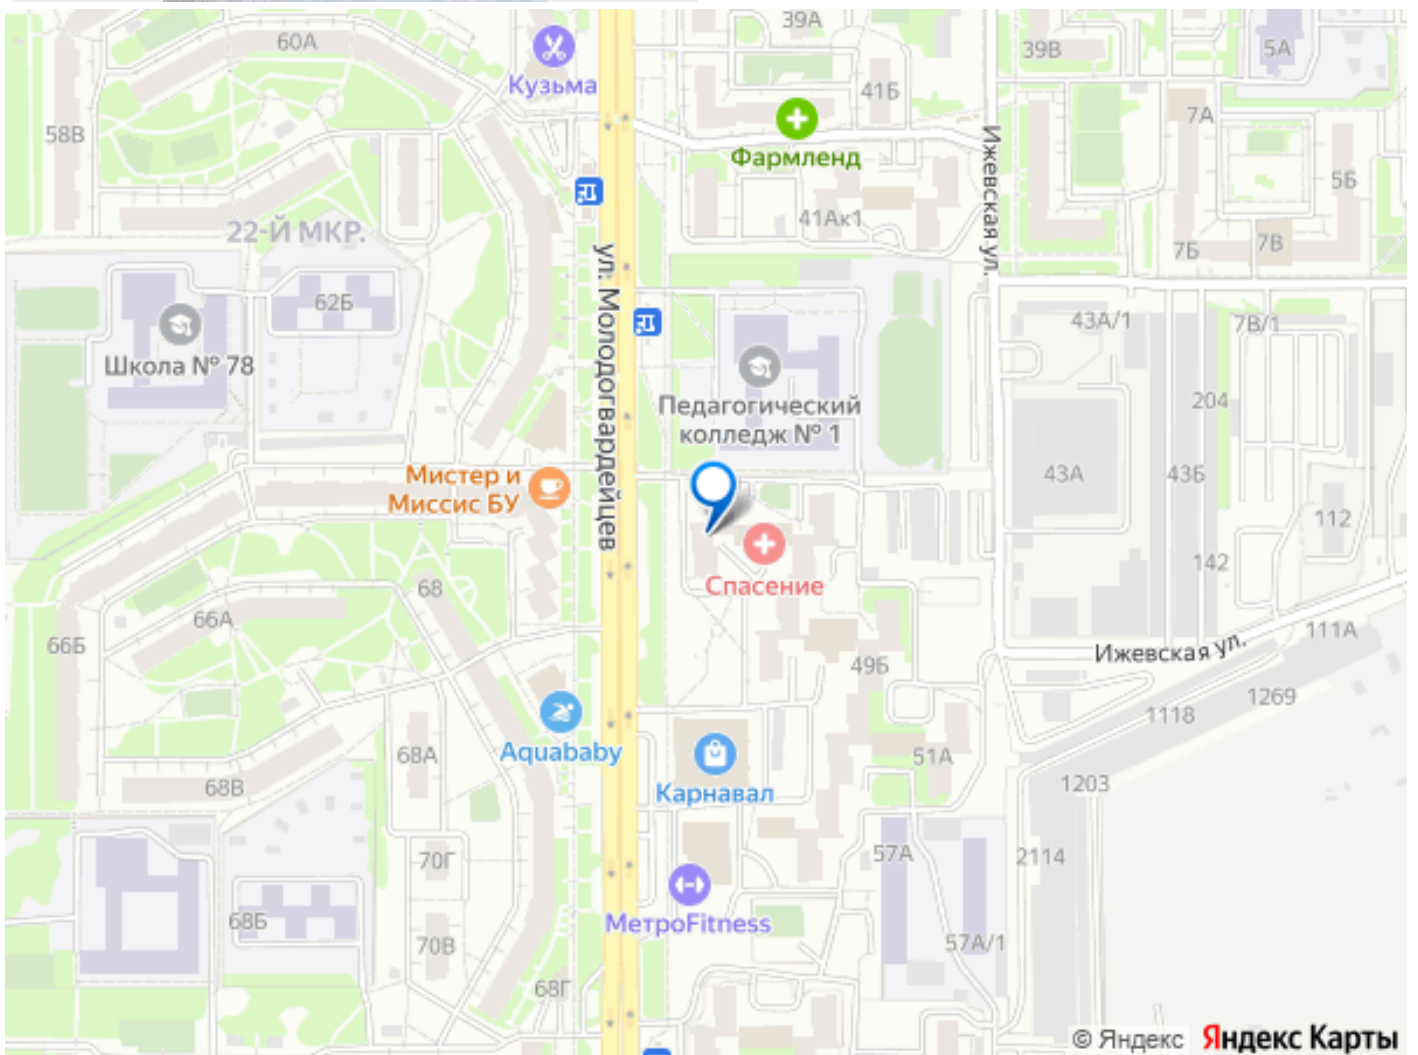 60А
39А
Кузьма
39В
5А
41Б
7А
58В
Фармленд
Ижевская ул.
5Б
41Ак1
22-Й МКР.
7Б
7В
ул. Молодогвардейцев
62Б
43А/1
7В/1
Школа № 78
Педагогический
колледж № 1
204
Мистер и
Миссис БУ
43А
43Б
112
142
Спасение
68
66А
66Б
111А
Ижевская ул.
49Б
1269
1118
Aquababy
68А
51А
68В
Карнавал
1203
57А
2114
70Г
68Б
МетроFitness
70В
57А/1
68Г
© Яндекс Яндекс Карты